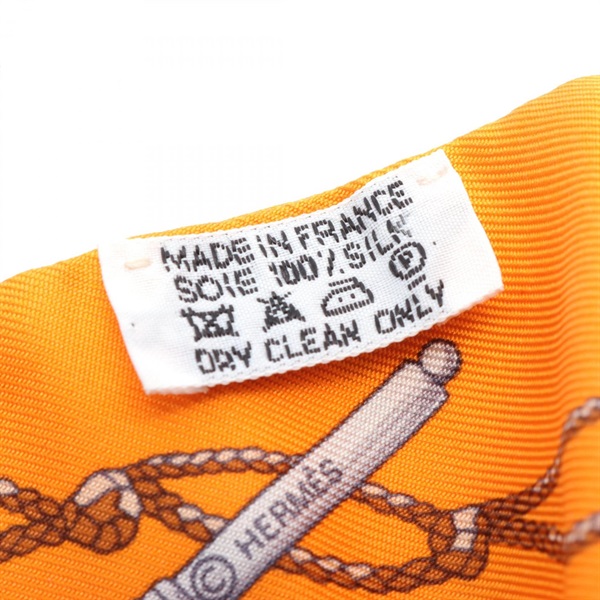 MADE IN FRANCE
SOIE 100% SILK
P
DRY CLEAN ONLY
© HERMÈS